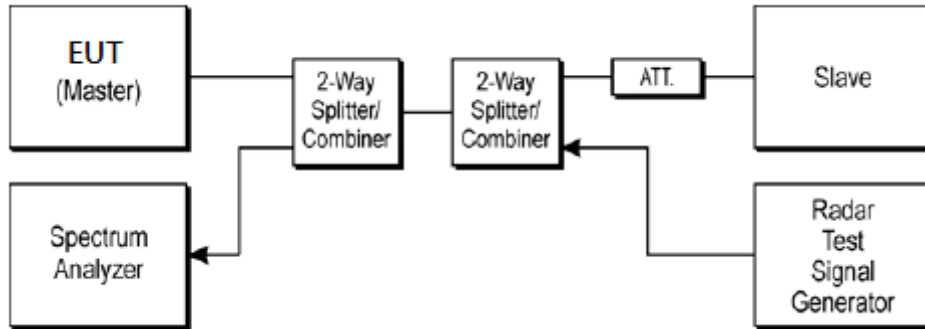 EUT
(Master)
2-Way
Splitter/
Combiner
2-Way
Splitter/
Combiner
ATT.
Slave
Spectrum
Analyzer
Radar
Test
Signal
Generator